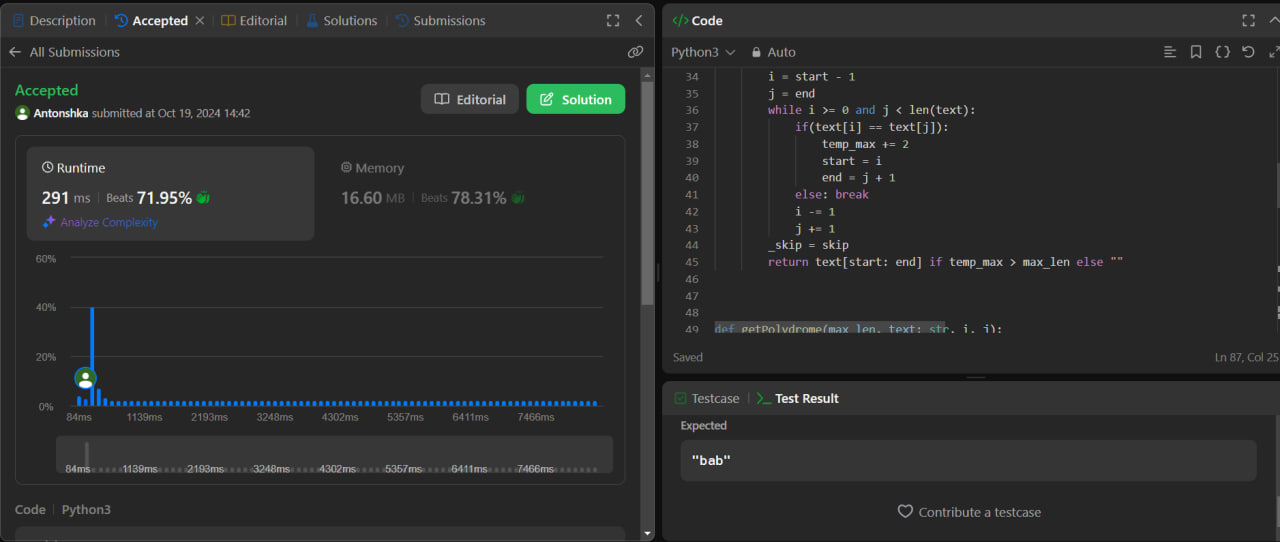 Description
Accepted
Editorial
Solutions
Submissions
All Submissions
Accepted
Antonshka submitted at Oct 19, 2024 14:42
Editorial
Solution
Runtime
291 ms | Beats 71.95%
Analyze Complexity
Memory
16.60 MB | Beats 78.31%
60%
40%
20%
0%
84ms 1139ms 2193ms 3248ms 4302ms 5357ms 6411ms 7466ms
84ms 1139ms 2193ms 3248ms 4302ms 5357ms 6411ms 7466ms
Code | Python3
</> Code
Python3
Auto
34 i = start - 1
35 j = end
36 while i >= 0 and j < len(text):
37 if(text[i] == text[j]):
38 temp_max += 2
39 start = i
40 end = j + 1
41 else: break
42 i -= 1
43 j += 1
44 _skip = skip
45 return text[start: end] if temp_max > max_len else ""
46
47
48
49 def getPolydrome(max_len, text: str, i, j):
Saved
Ln 87, Col 25
Testcase
Test Result
Expected
"bab"
Contribute a testcase